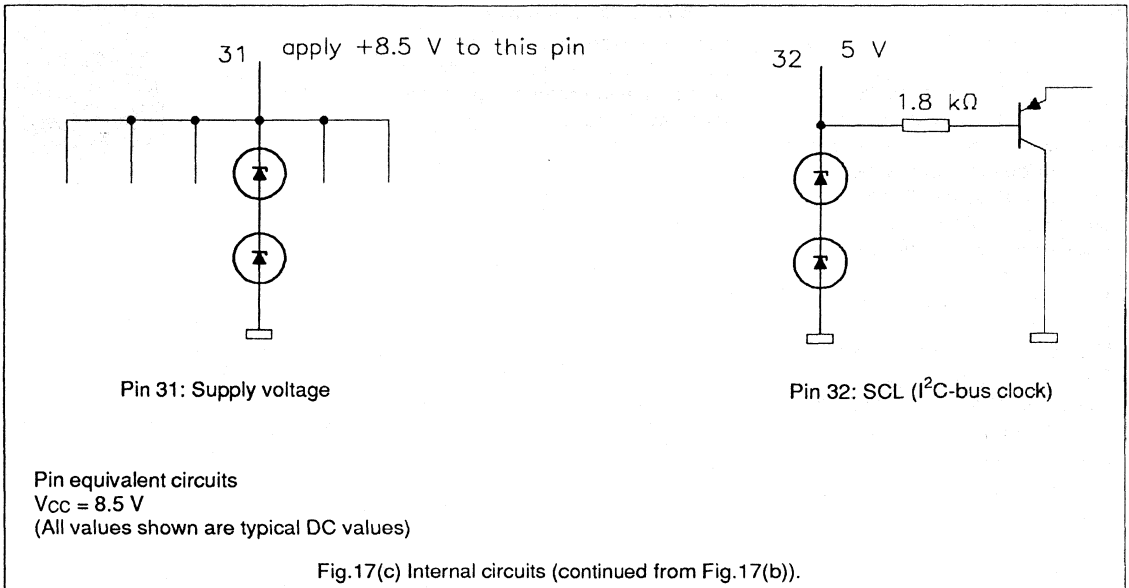 31 apply +8.5 V to this pin
32 5 V
1.8 kΩ
Pin 31: Supply voltage
Pin 32: SCL (I²C-bus clock)
Pin equivalent circuits
VCC = 8.5 V
(All values shown are typical DC values)
Fig.17(c) Internal circuits (continued from Fig.17(b)).